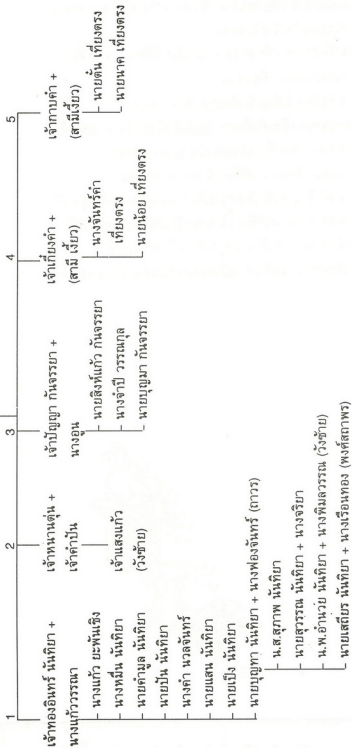 1
เจ้าทองอินทร์ นันทิยา +
นางแก้ววรรณา
นางแก้ว ยะพันเชิง
นางหมื่น นันทิยา
นายคำมูล นันทิยา
นายปัน นันทิยา
นางคำ นวลจันทร์
นายแสน นันทิยา
นายเป็ง นันทิยา
นายบุญทา นันทิยา + นางฟองจันทร์ (ถาวร)
น.ส.สุภาพ นันทิยา
นายสุวรรณ นันทิยา + นางจริยา
น.พ.อำนวย นันทิยา + นางพิมลวรรณ (วังซ้าย)
นายเสถียร นันทิยา + นางเรือนทอง (พงศ์สถาพร)
2
เจ้าหนานตุ่น +
เจ้าคำปัน
เจ้าแสงแก้ว
(วังซ้าย)
3
เจ้าปัญญา กันจรรยา +
นางอูน
นายสิงห์แก้ว กันจรรยา
นางจำปี วรรณกุล
นายบุญมา กันจรรยา
4
เจ้าเกี๋ยงคำ +
(สามี เงี้ยว)
นางจันทร์คำ
เที่ยงตรง
นายน้อย เที่ยงตรง
5
เจ้ากาบคำ +
(สามีเงี้ยว)
นายตั๋น เที่ยงตรง
นายนาค เที่ยงตรง